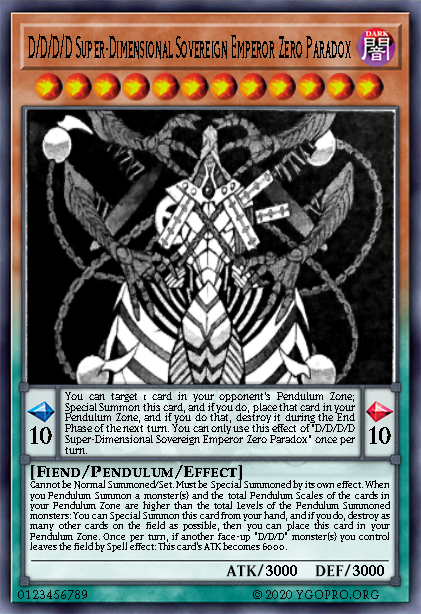 D/D/D/D Super-Dimensional Sovereign Emperor Zero Paradox
DARK
闇
You can target 1 card in your opponent's Pendulum Zone;
Special Summon this card, and if you do, place that card in your
Pendulum Zone, and if you do that, destroy it during the End
Phase of the next turn. You can only use this effect of "D/D/D/D
Super-Dimensional Sovereign Emperor Zero Paradox" once per
turn.
10
10
[Fiend/Pendulum/Effect]
Cannot be Normal Summoned/Set. Must be Special Summoned by its own effect. When
you Pendulum Summon a monster(s) and the total Pendulum Scales of the cards in
your Pendulum Zone are higher than the total Levels of the Pendulum Summoned
monsters: You can Special Summon this card from your hand, and if you do, destroy as
many other cards on the field as possible, then you can place this card in your
Pendulum Zone. Once per turn, if another face-up "D/D/D" monster(s) you control
leaves the field by Spell effect: This card's ATK becomes 6000.
ATK/3000 DEF/3000
0123456789
© 2020 YGOPRO.ORG